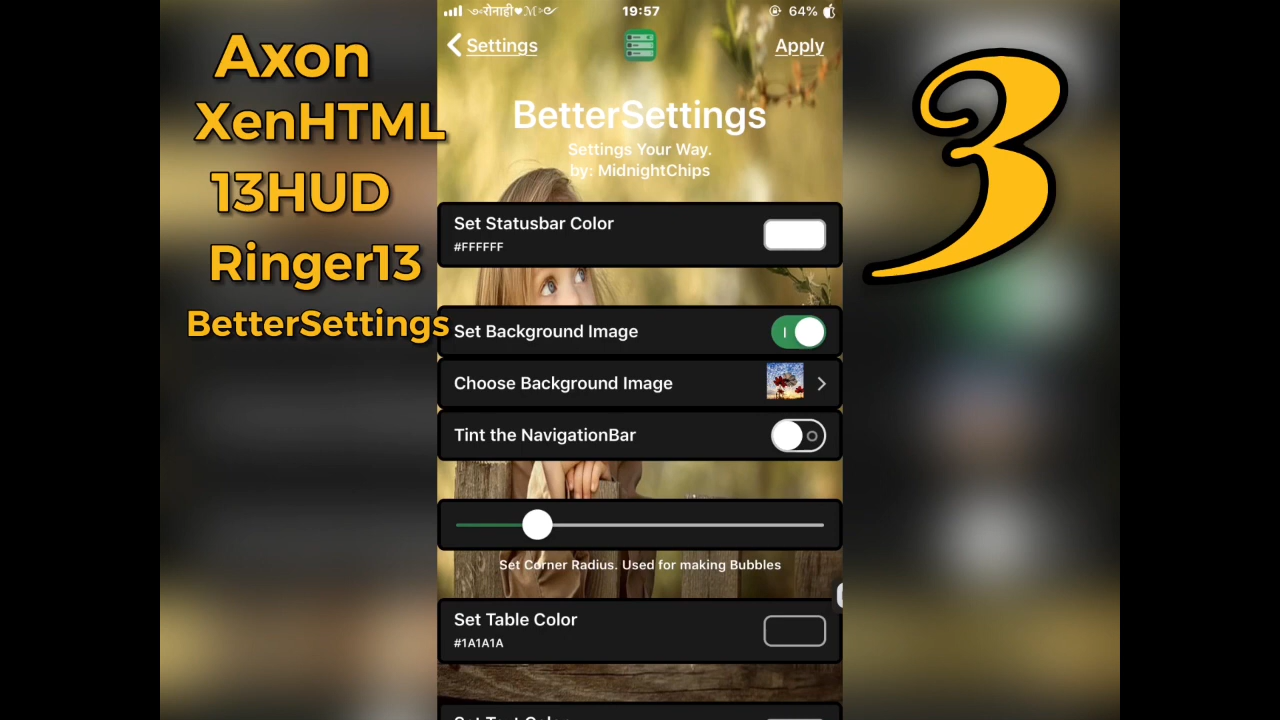 Axon
XenHTML
13HUD
Ringer13
BetterSettings
3
रोनाही♥ℳ
19:57
64%
Settings
Apply
BetterSettings
Settings Your Way.
by: MidnightChips
Set Statusbar Color
#FFFFFF
Set Background Image
Choose Background Image
Tint the NavigationBar
Set Corner Radius. Used for making Bubbles
Set Table Color
#1A1A1A